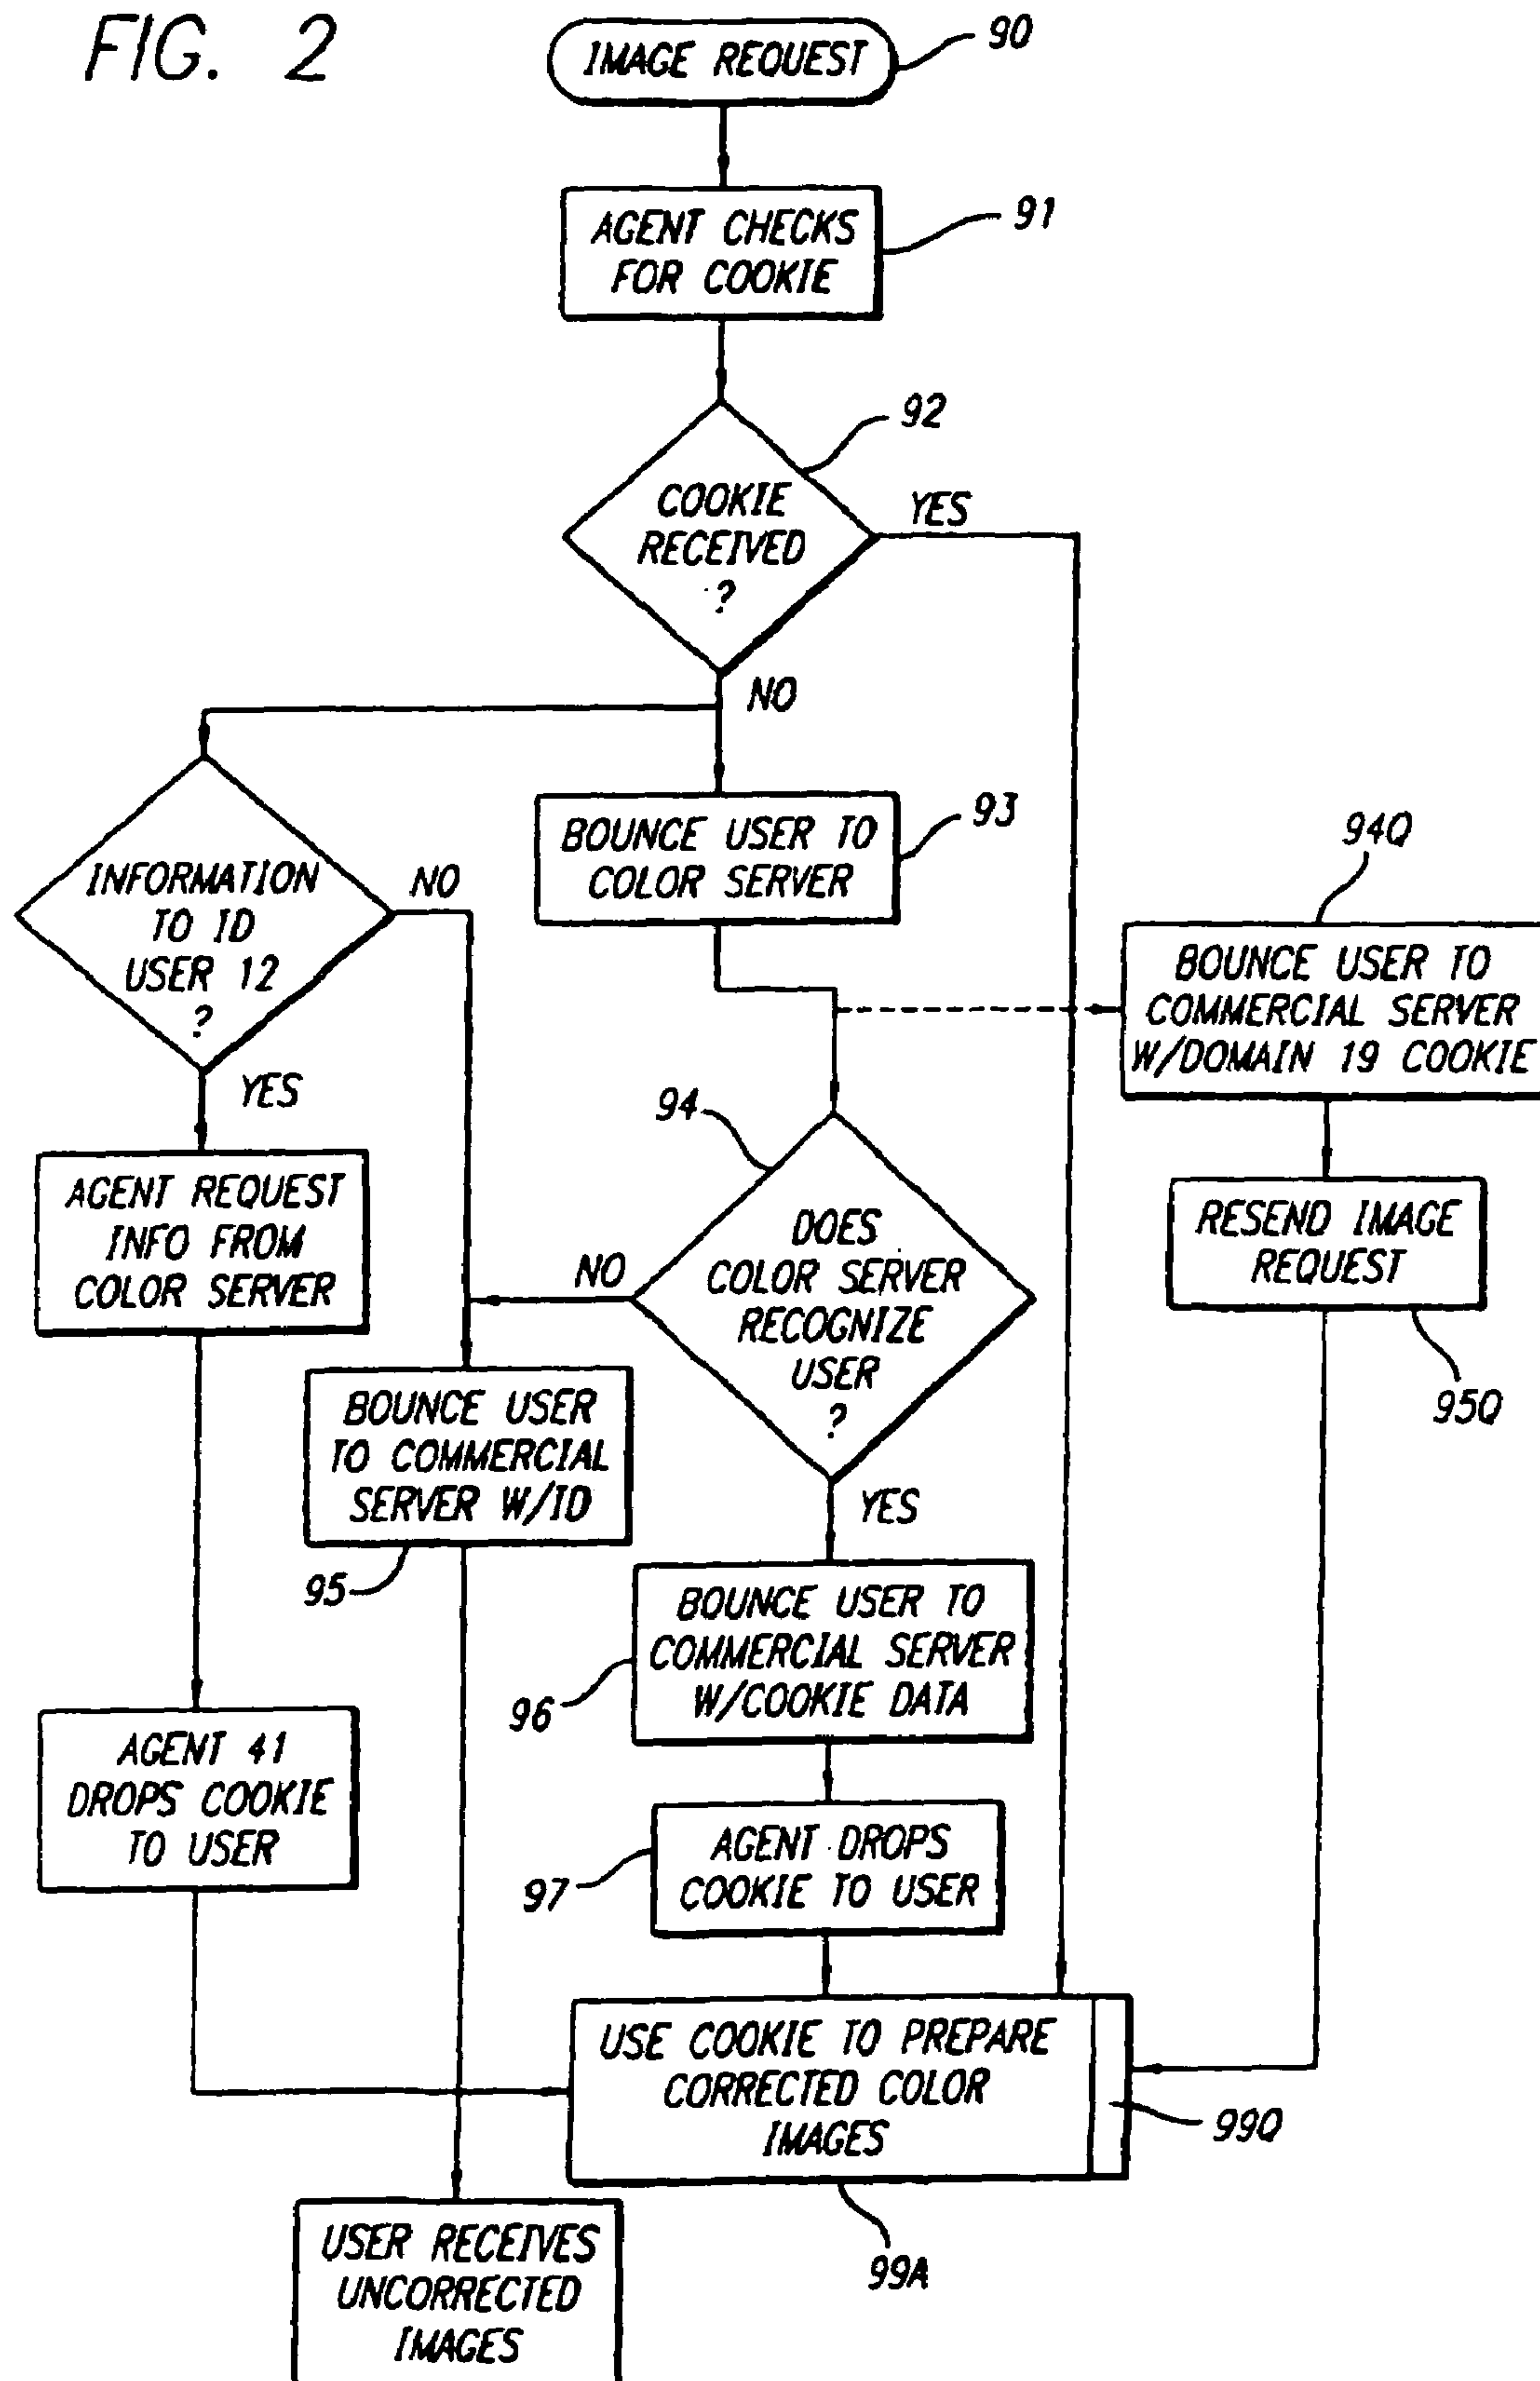 FIG. 2
IMAGE REQUEST
90
AGENT CHECKS
FOR COOKIE
91
92
COOKIE
RECEIVED
?
YES
NO
BOUNCE USER TO
COLOR SERVER
93
INFORMATION
TO ID
USER 12
?
NO
YES
94Q
BOUNCE USER TO
COMMERCIAL SERVER
W/DOMAIN 19 COOKIE
94
DOES
COLOR SERVER
RECOGNIZE
USER
?
NO
YES
AGENT REQUEST
INFO FROM
COLOR SERVER
RESEND IMAGE
REQUEST
95Q
BOUNCE USER
TO COMMERCIAL
SERVER W/ID
95
BOUNCE USER TO
COMMERCIAL SERVER
W/COOKIE DATA
96
AGENT 41
DROPS COOKIE
TO USER
AGENT DROPS
COOKIE TO USER
97
USE COOKIE TO PREPARE
CORRECTED COLOR
IMAGES
99Q
99A
USER RECEIVES
UNCORRECTED
IMAGES